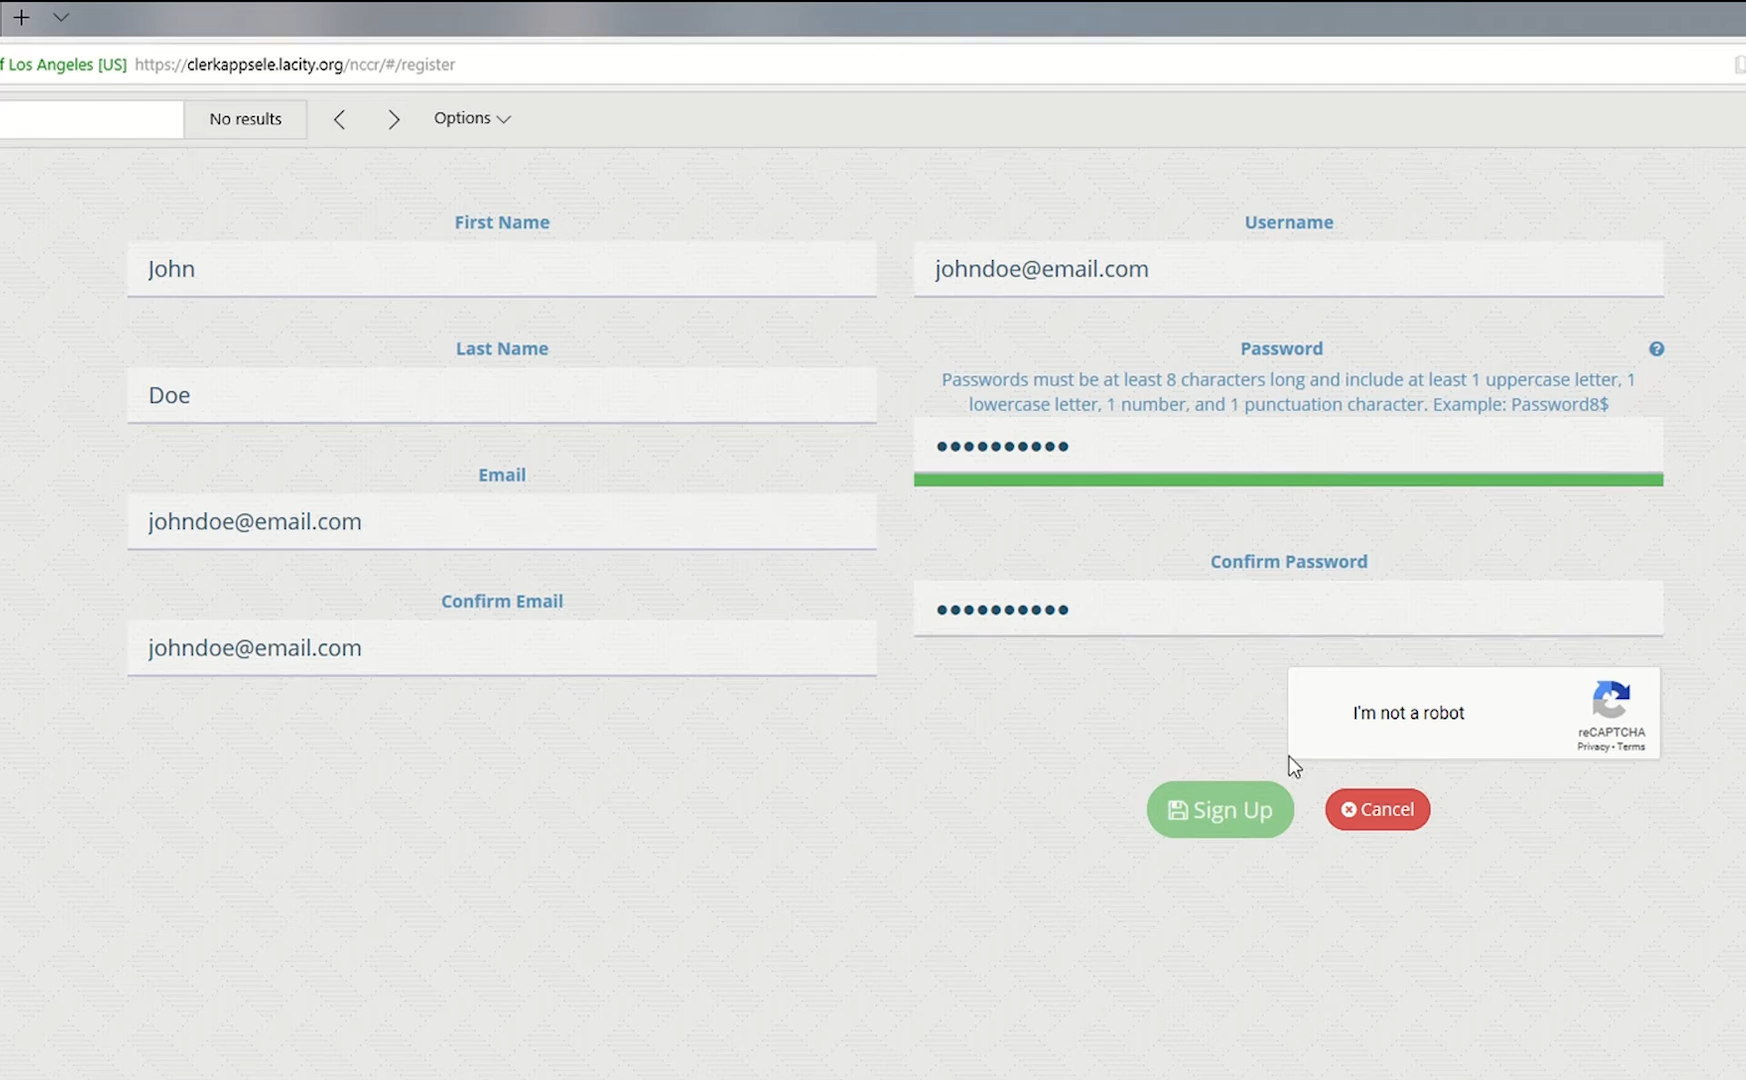 f Los Angeles [US] https://clerkappsele.lacity.org/nccr/#/register
No results
Options
First Name
John
Last Name
Doe
Email
johndoe@email.com
Confirm Email
johndoe@email.com
Username
johndoe@email.com
Password
Passwords must be at least 8 characters long and include at least 1 uppercase letter, 1
lowercase letter, 1 number, and 1 punctuation character. Example: Password8$
••••••••••
Confirm Password
••••••••••
I'm not a robot
reCAPTCHA
Privacy • Terms
Sign Up
Cancel